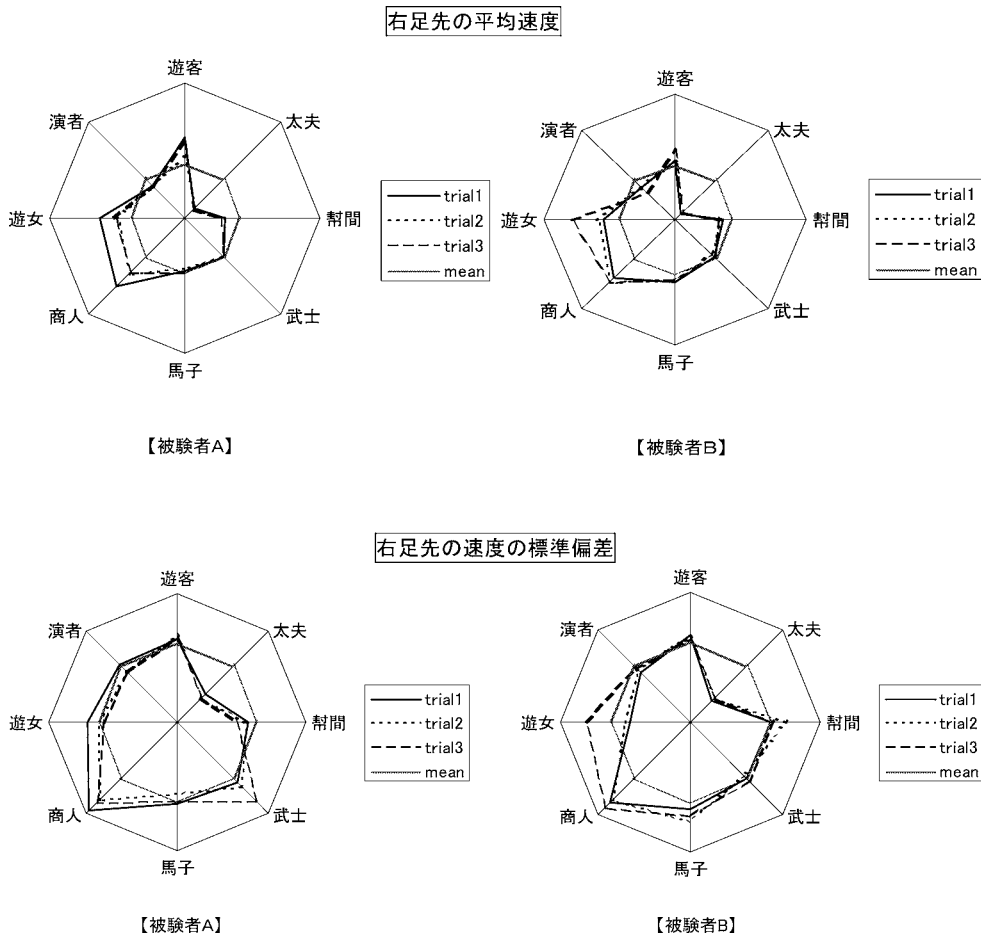 右足先の平均速度
遊客
太夫
幇間
武士
馬子
商人
遊女
演者
trial1
trial2
trial3
mean
【被験者A】
遊客
太夫
幇間
武士
馬子
商人
遊女
演者
trial1
trial2
trial3
mean
【被験者B】
右足先の速度の標準偏差
遊客
太夫
幇間
武士
馬子
商人
遊女
演者
trial1
trial2
trial3
mean
【被験者A】
遊客
太夫
幇間
武士
馬子
商人
遊女
演者
trial1
trial2
trial3
mean
【被験者B】